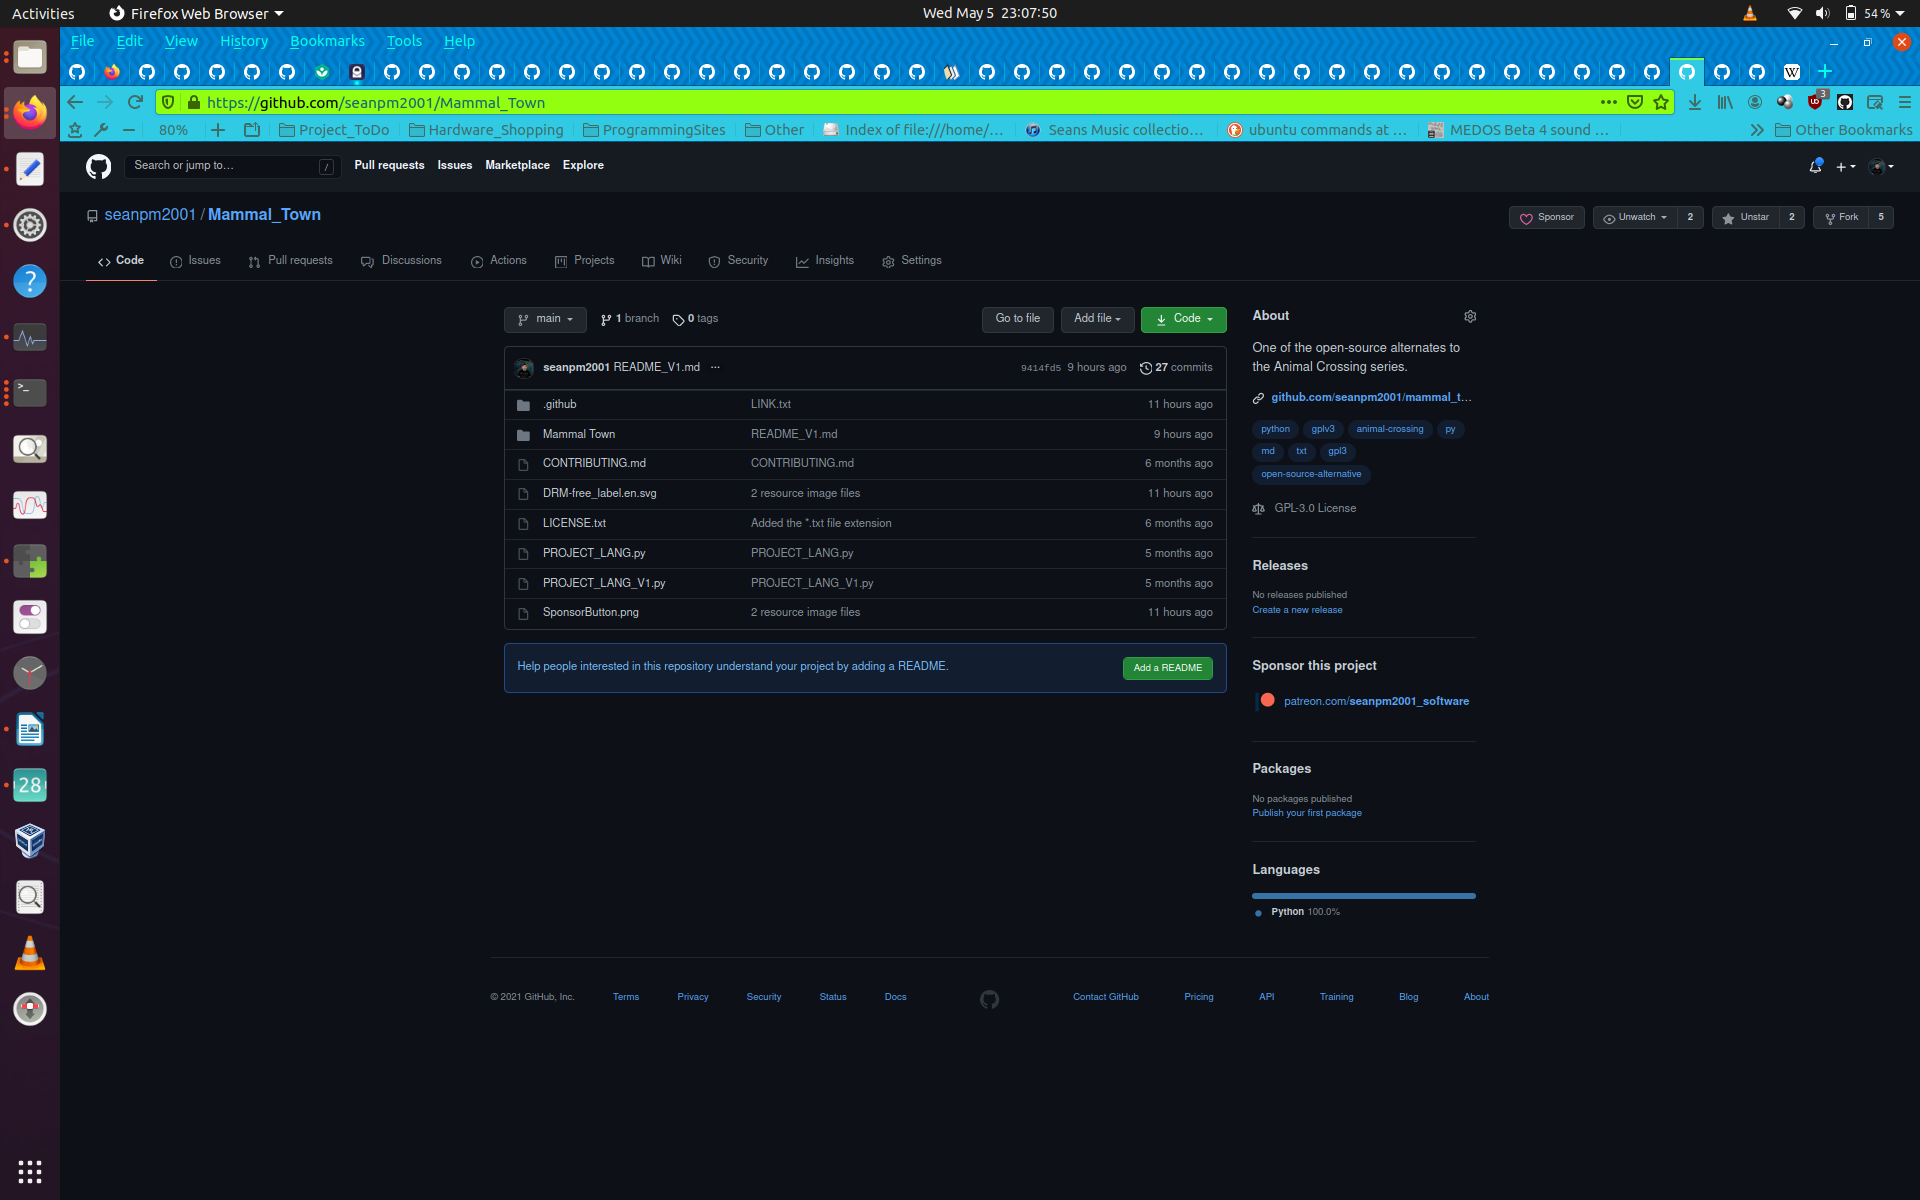 Activities Firefox Web Browser Wed May 5 23:07:50 54 %
File Edit View History Bookmarks Tools Help
W
https://github.com/seanpm2001/Mammal_Town 3
80% Project_ToDo Hardware_Shopping ProgrammingSites Other Index of file:///home/... Seans Music collectio... ubuntu commands at ... MEDOS Beta 4 sound ... Other Bookmarks
Search or jump to... / Pull requests Issues Marketplace Explore
seanpm2001 / Mammal_Town Sponsor Unwatch 2 Unstar 2 Fork 5
Code Issues Pull requests Discussions Actions Projects Wiki Security Insights Settings
main 1 branch 0 tags Go to file Add file Code
seanpm2001 README_V1.md ... 9414fd5 9 hours ago 27 commits
.github LINK.txt 11 hours ago
Mammal Town README_V1.md 9 hours ago
CONTRIBUTING.md CONTRIBUTING.md 6 months ago
DRM-free_label.en.svg 2 resource image files 11 hours ago
LICENSE.txt Added the *.txt file extension 6 months ago
PROJECT_LANG.py PROJECT_LANG.py 5 months ago
PROJECT_LANG_V1.py PROJECT_LANG_V1.py 5 months ago
SponsorButton.png 2 resource image files 11 hours ago
Help people interested in this repository understand your project by adding a README. Add a README
About
One of the open-source alternates to
the Animal Crossing series.
github.com/seanpm2001/mammal_t...
python gplv3 animal-crossing py
md txt gpl3
open-source-alternative
GPL-3.0 License
Releases
No releases published
Create a new release
Sponsor this project
patreon.com/seanpm2001_software
Packages
No packages published
Publish your first package
Languages
Python 100.0%
© 2021 GitHub, Inc. Terms Privacy Security Status Docs Contact GitHub Pricing API Training Blog About
28